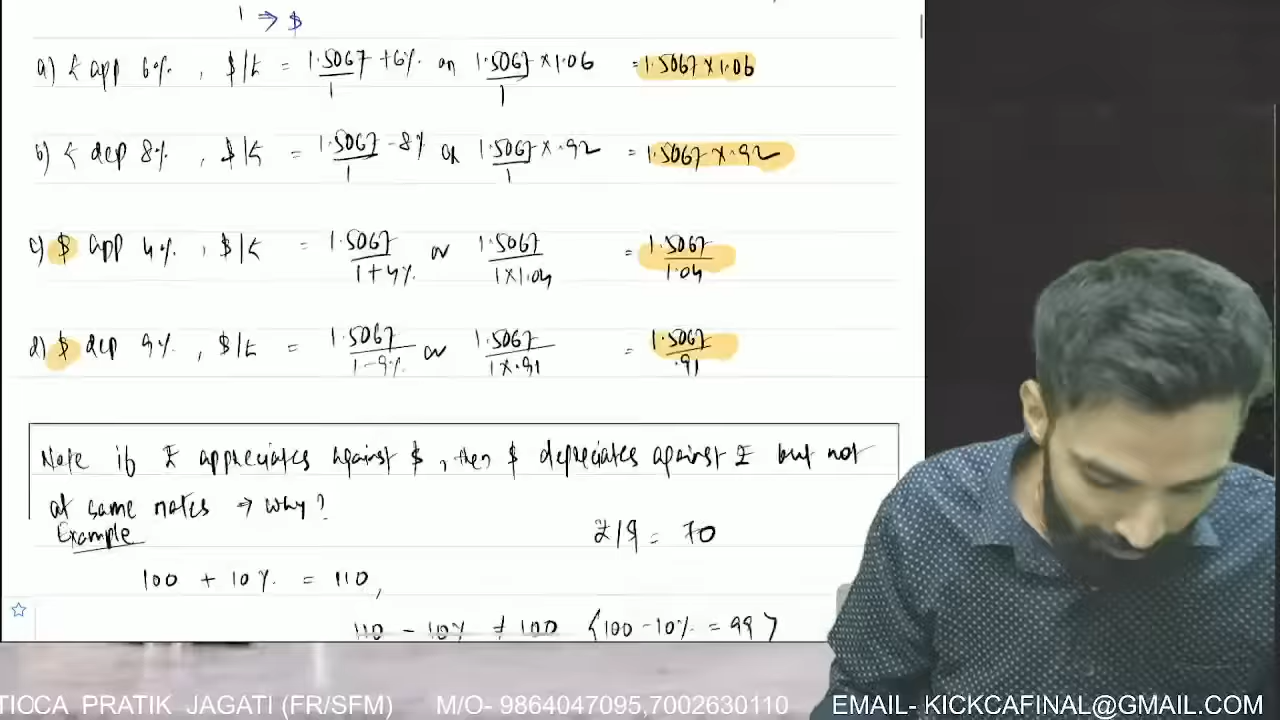 1 ⇒ $
a) £ app 6%, $/£ = 1.5067/1 + 6% or 1.5067/1 × 1.06 = 1.5067 × 1.06
b) £ dep 8%, $/£ = 1.5067/1 - 8% or 1.5067/1 × .92 = 1.5067 × .92
c) $ app 4%, $/£ = 1.5067/1+4% or 1.5067/1×1.04 = 1.5067/1.04
d) $ dep 9%, $/£ = 1.5067/1-9% or 1.5067/1×.91 = 1.5067/.91
Note if £ appreciates against $, then $ depreciates against £ but not
at same notes → why?
Example
₹/$ = 70
100 + 10% = 110,
110 - 10% ≠ 100 {100 - 10% = 99}
PRATIK JAGATI (FR/SFM) M/O- 9864047095,7002630110 EMAIL- KICKCAFINAL@GMAIL.COM